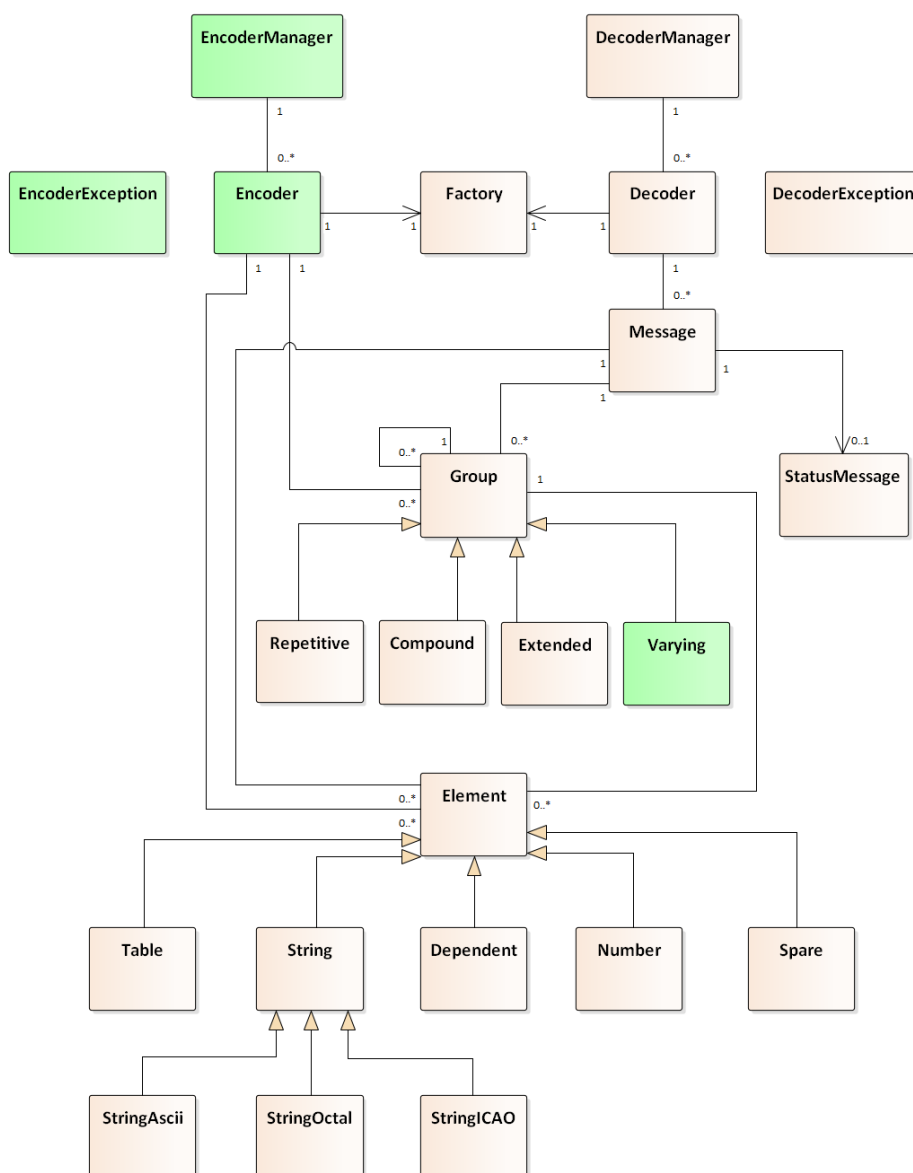 EncoderManager
DecoderManager
1
1
0..*
0..*
EncoderException
Encoder
Factory
Decoder
DecoderException
1
1
1
1
1
1
1
0..*
Message
1
1
1
1
0..*
0..*
0..1
Group
1
StatusMessage
0..*
Repetitive
Compound
Extended
Varying
Element
0..*
0..*
0..*
Table
String
Dependent
Number
Spare
StringAscii
StringOctal
StringICAO